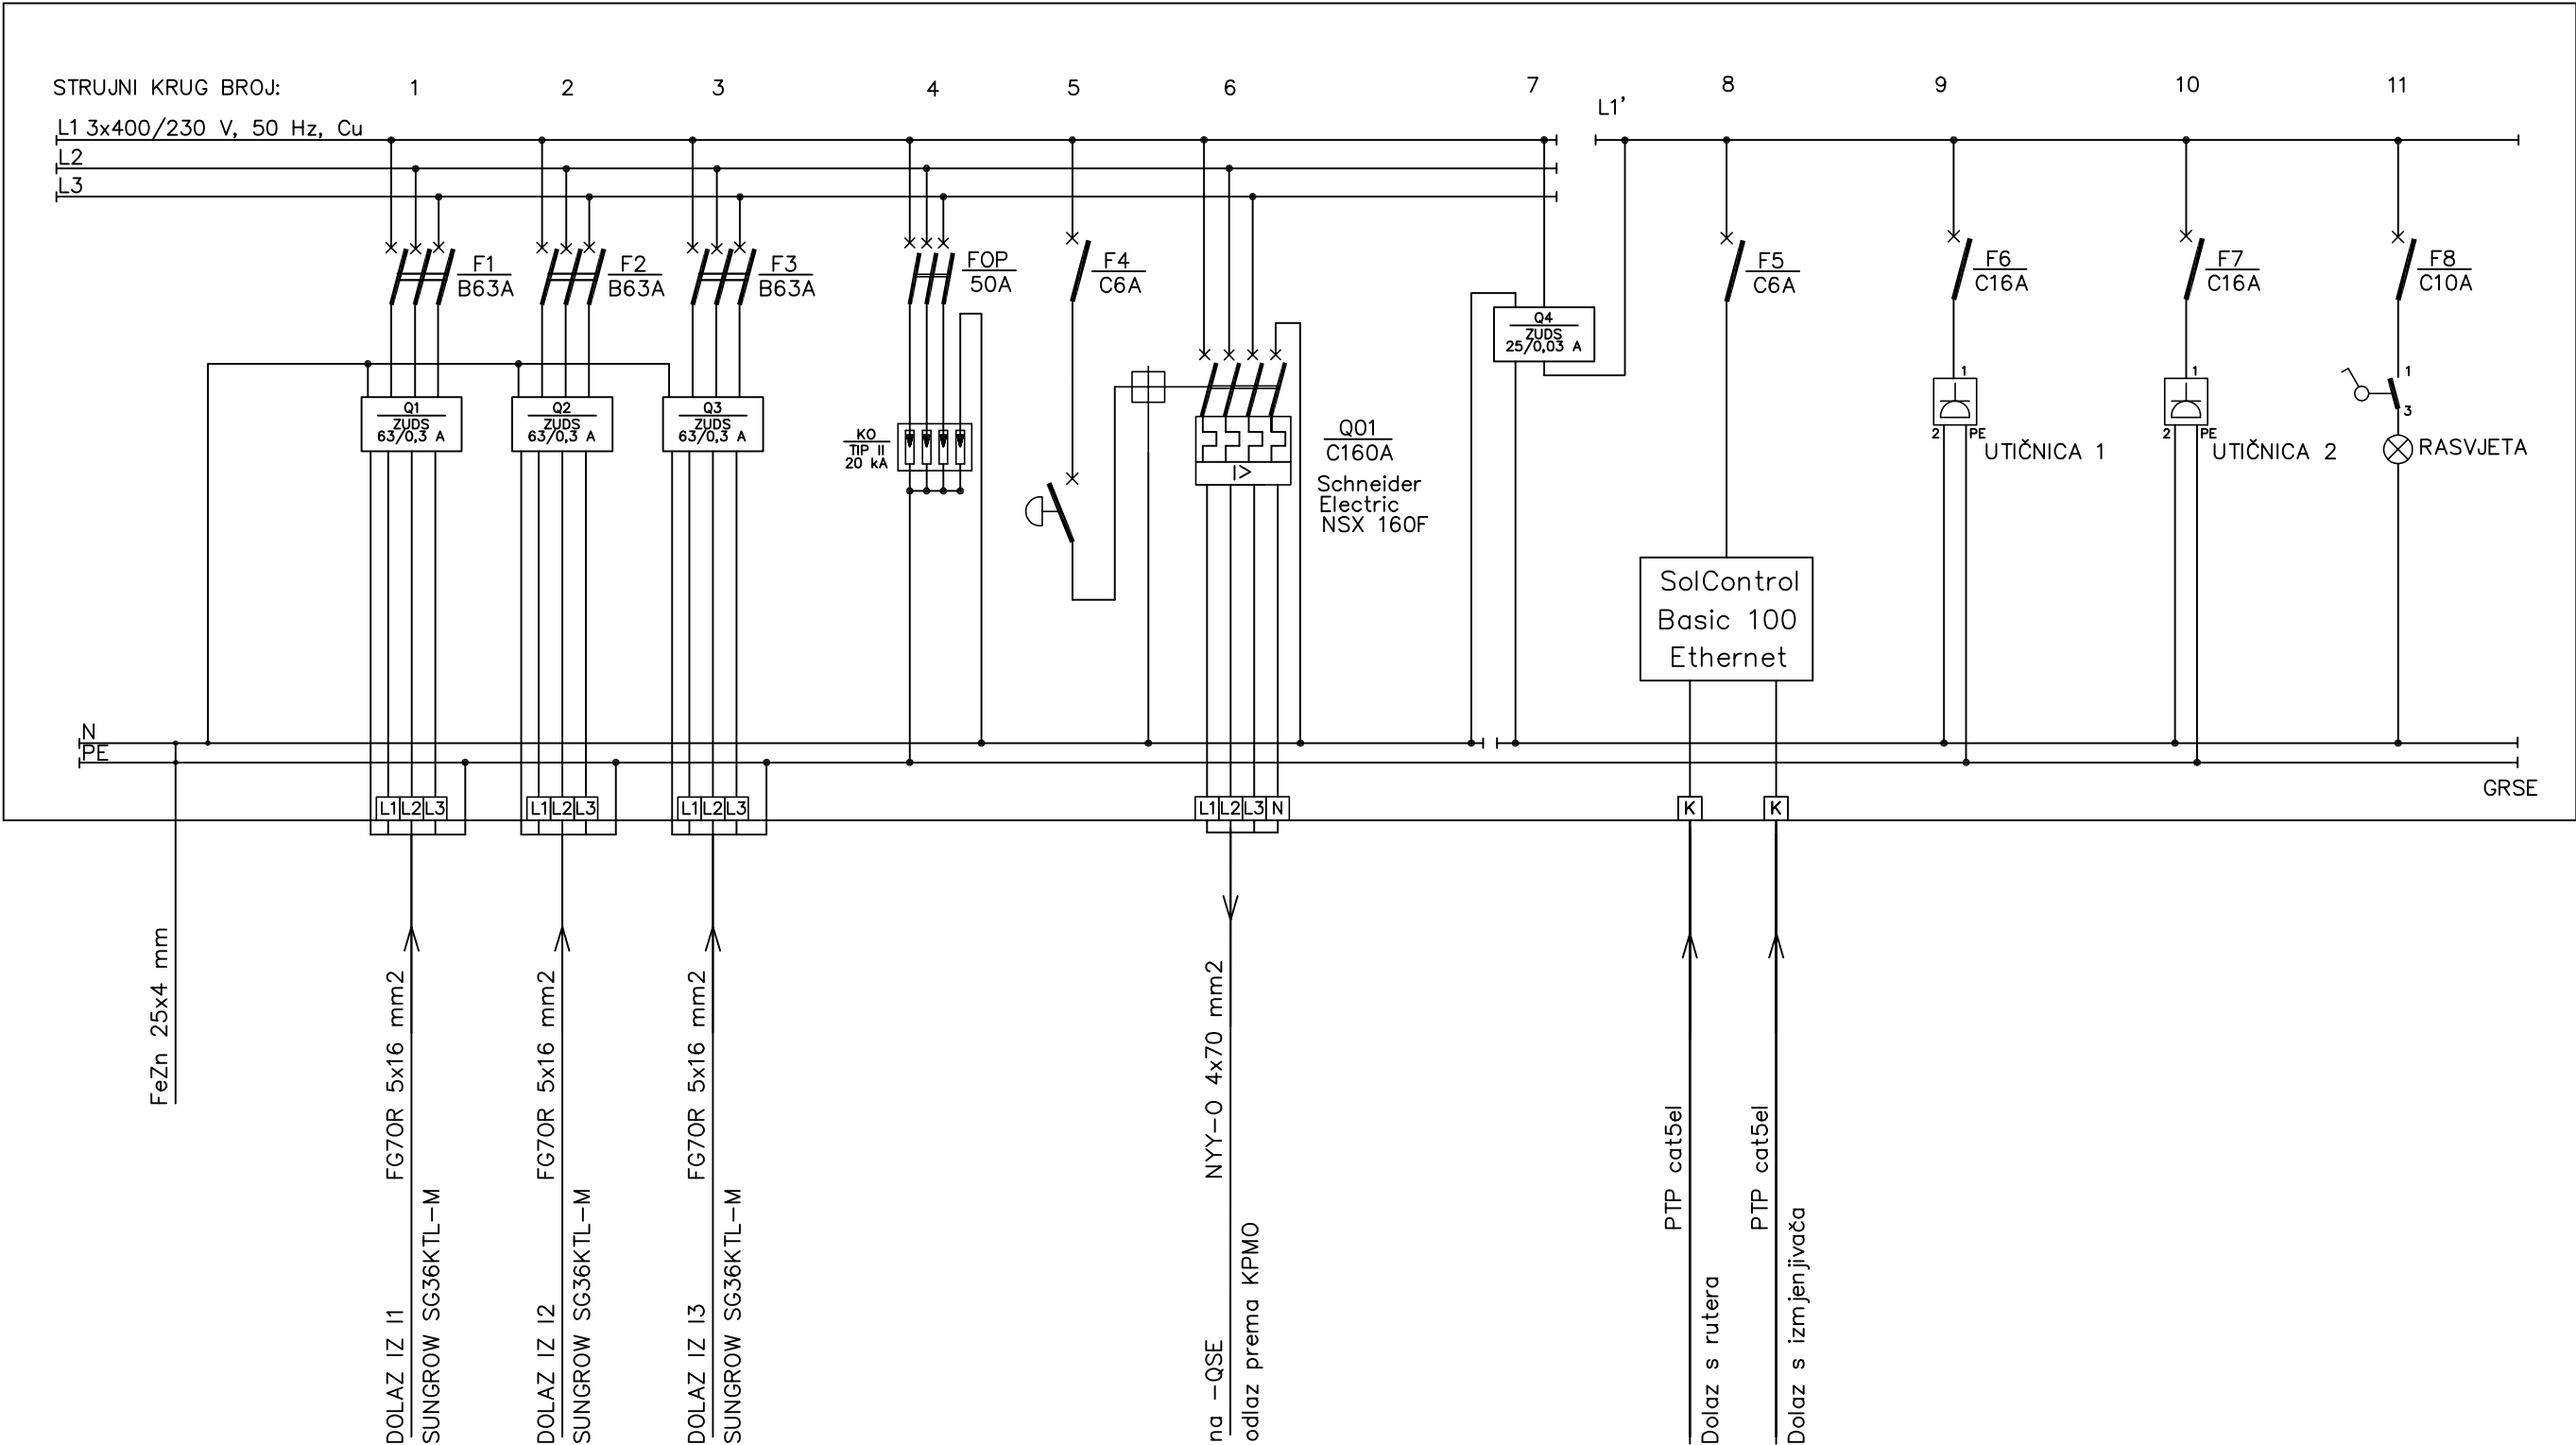 STRUJNI KRUG BROJ: 1 2 3 4 5 6 7 8 9 10 11
L1'
L1 3x400/230 V, 50 Hz, Cu
L2
L3
F1
B63A
F2
B63A
F3
B63A
FOP
50A
F4
C6A
F5
C6A
F6
C16A
F7
C16A
F8
C10A
Q4
ZUDS
25/0,03 A
Q1
ZUDS
63/0,3 A
Q2
ZUDS
63/0,3 A
Q3
ZUDS
63/0,3 A
KO
TIP II
20 kA
I>
Q01
C160A
Schneider
Electric
NSX 160F
1
2 PE
UTIČNICA 1
1
2 PE
UTIČNICA 2
1
3
RASVJETA
SolControl
Basic 100
Ethernet
N
PE
GRSE
L1 L2 L3
L1 L2 L3
L1 L2 L3
L1 L2 L3 N
K
K
FeZn 25x4 mm
DOLAZ IZ I1 FG7OR 5x16 mm2
SUNGROW SG36KTL-M
DOLAZ IZ I2 FG7OR 5x16 mm2
SUNGROW SG36KTL-M
DOLAZ IZ I3 FG7OR 5x16 mm2
SUNGROW SG36KTL-M
na -QSE NYY-O 4x70 mm2
odlaz prema KPMO
PTP cat5el
Dolaz s rutera
PTP cat5el
Dolaz s izmjenjivača